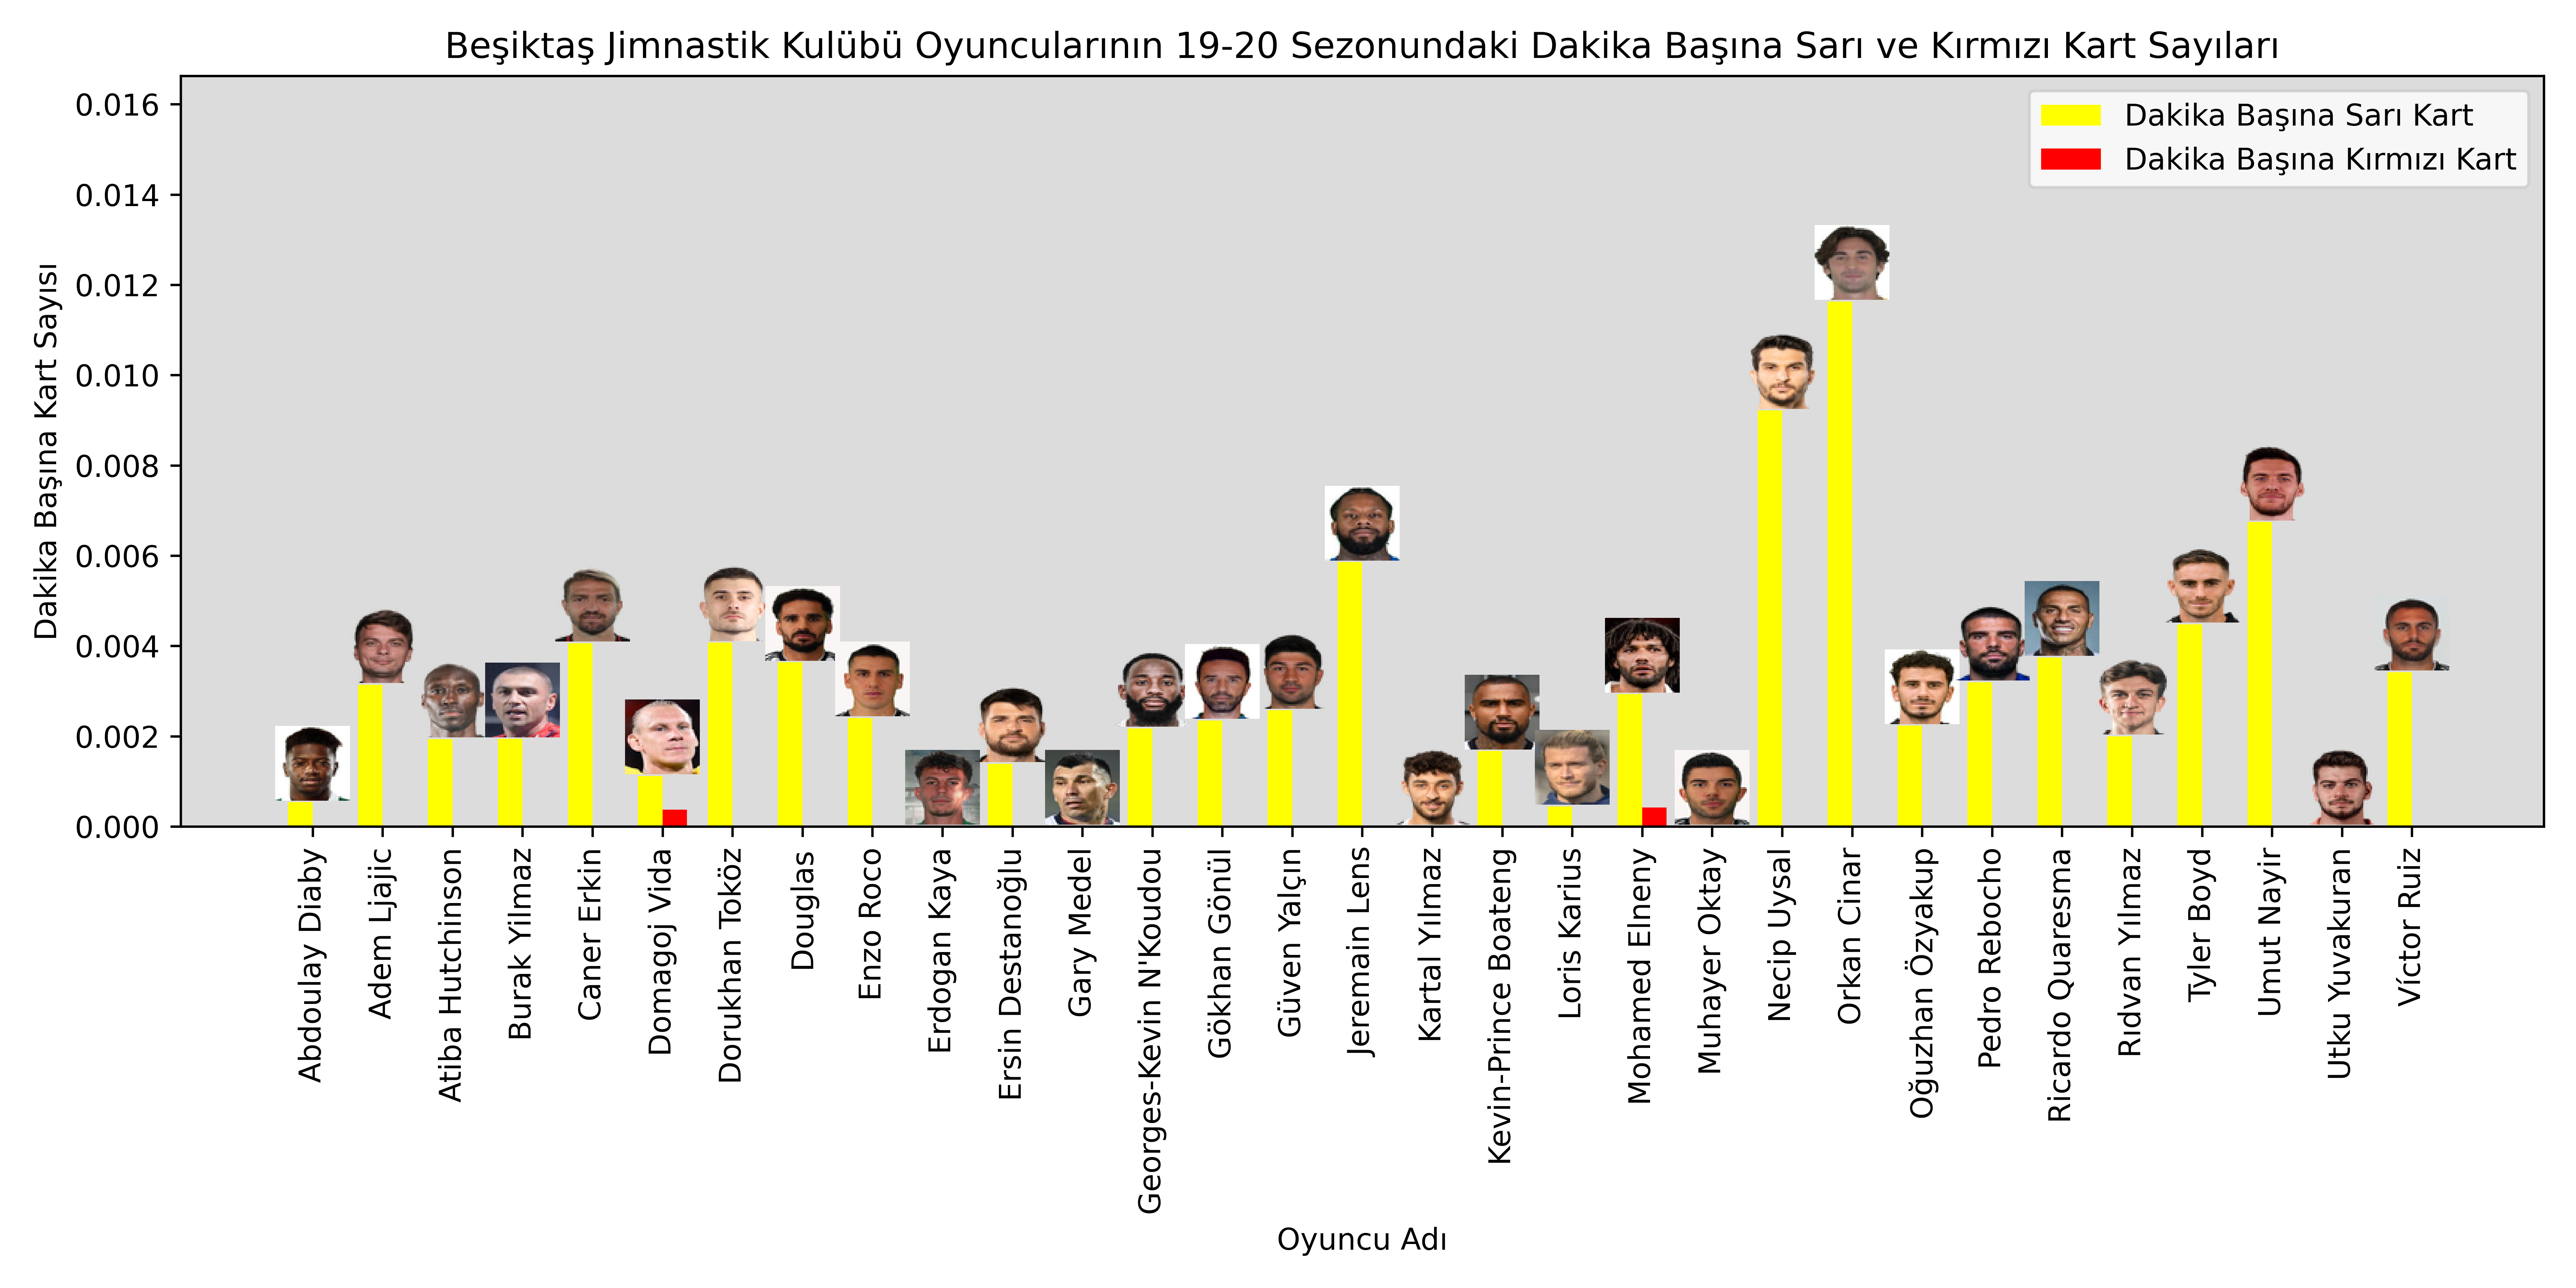 Beşiktaş Jimnastik Kulübü Oyuncularının 19-20 Sezonundaki Dakika Başına Sarı ve Kırmızı Kart Sayıları
Dakika Başına Sarı Kart
Dakika Başına Kırmızı Kart
Dakika Başına Kart Sayısı
0.016
0.014
0.012
0.010
0.008
0.006
0.004
0.002
0.000
Abdoulay Diaby
Adem Ljajic
Atiba Hutchinson
Burak Yilmaz
Caner Erkin
Domagoj Vida
Dorukhan Toköz
Douglas
Enzo Roco
Erdogan Kaya
Ersin Destanoğlu
Gary Medel
Georges-Kevin N'Koudou
Gökhan Gönül
Güven Yalçın
Jeremain Lens
Kartal Yılmaz
Kevin-Prince Boateng
Loris Karius
Mohamed Elneny
Muhayer Oktay
Necip Uysal
Orkan Cinar
Oğuzhan Özyakup
Pedro Rebocho
Ricardo Quaresma
Rıdvan Yılmaz
Tyler Boyd
Umut Nayir
Utku Yuvakuran
Víctor Ruiz
Oyuncu Adı